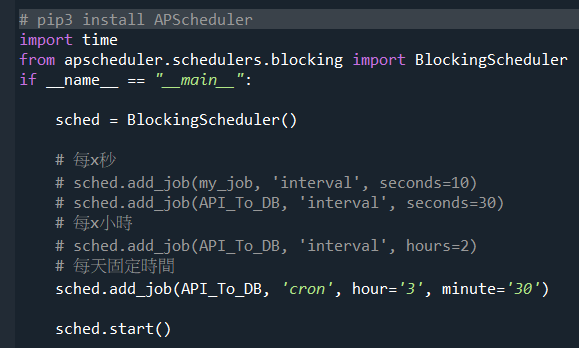 # pip3 install APScheduler
import time
from apscheduler.schedulers.blocking import BlockingScheduler
if __name__ == "__main__":
sched = BlockingScheduler()
# 每x秒
# sched.add_job(my_job, 'interval', seconds=10)
# sched.add_job(API_To_DB, 'interval', seconds=30)
# 每x小時
# sched.add_job(API_To_DB, 'interval', hours=2)
# 每天固定時間
sched.add_job(API_To_DB, 'cron', hour='3', minute='30')
sched.start()